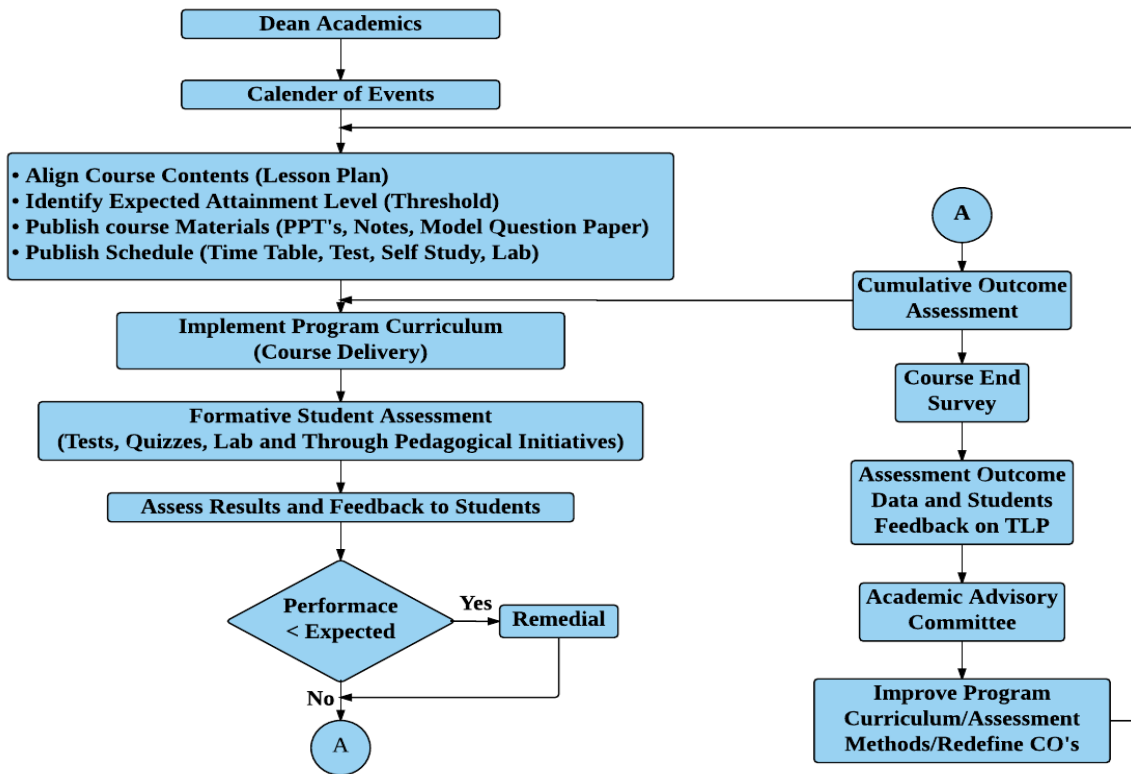 Dean Academics
Calender of Events
• Align Course Contents (Lesson Plan)
• Identify Expected Attainment Level (Threshold)
• Publish course Materials (PPT's, Notes, Model Question Paper)
• Publish Schedule (Time Table, Test, Self Study, Lab)
Implement Program Curriculum
(Course Delivery)
Formative Student Assessment
(Tests, Quizzes, Lab and Through Pedagogical Initiatives)
Assess Results and Feedback to Students
Performace
< Expected
Yes
Remedial
No
A
A
Cumulative Outcome
Assessment
Course End
Survey
Assessment Outcome
Data and Students
Feedback on TLP
Academic Advisory
Committee
Improve Program
Curriculum/Assessment
Methods/Redefine CO's